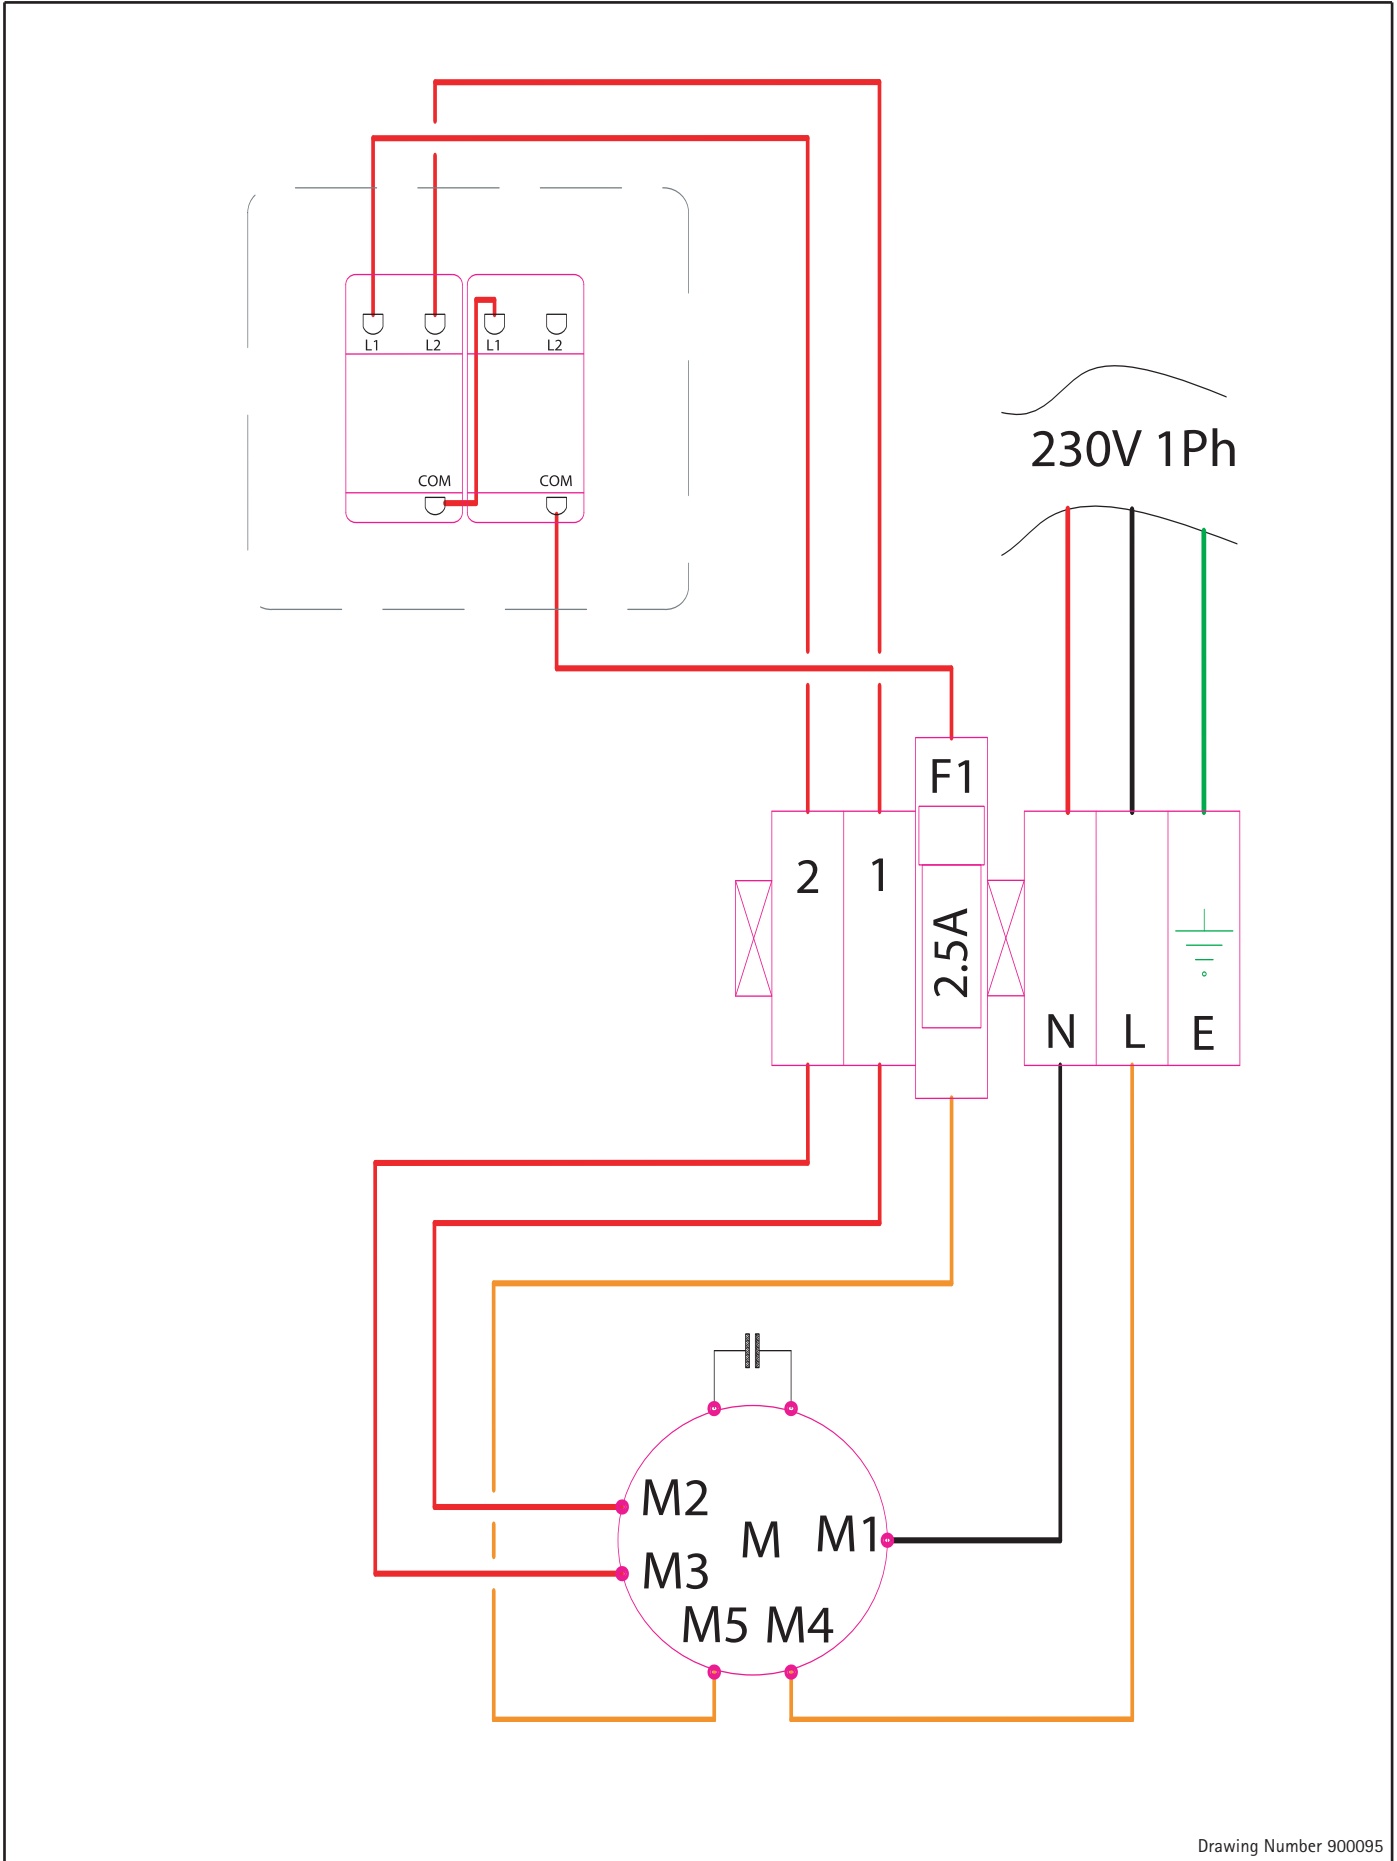 L1 L2 L1 L2
COM COM
230V 1Ph
F1
2 1
2.5A
N L E
M2
M M1
M3
M5 M4
Drawing Number 900095